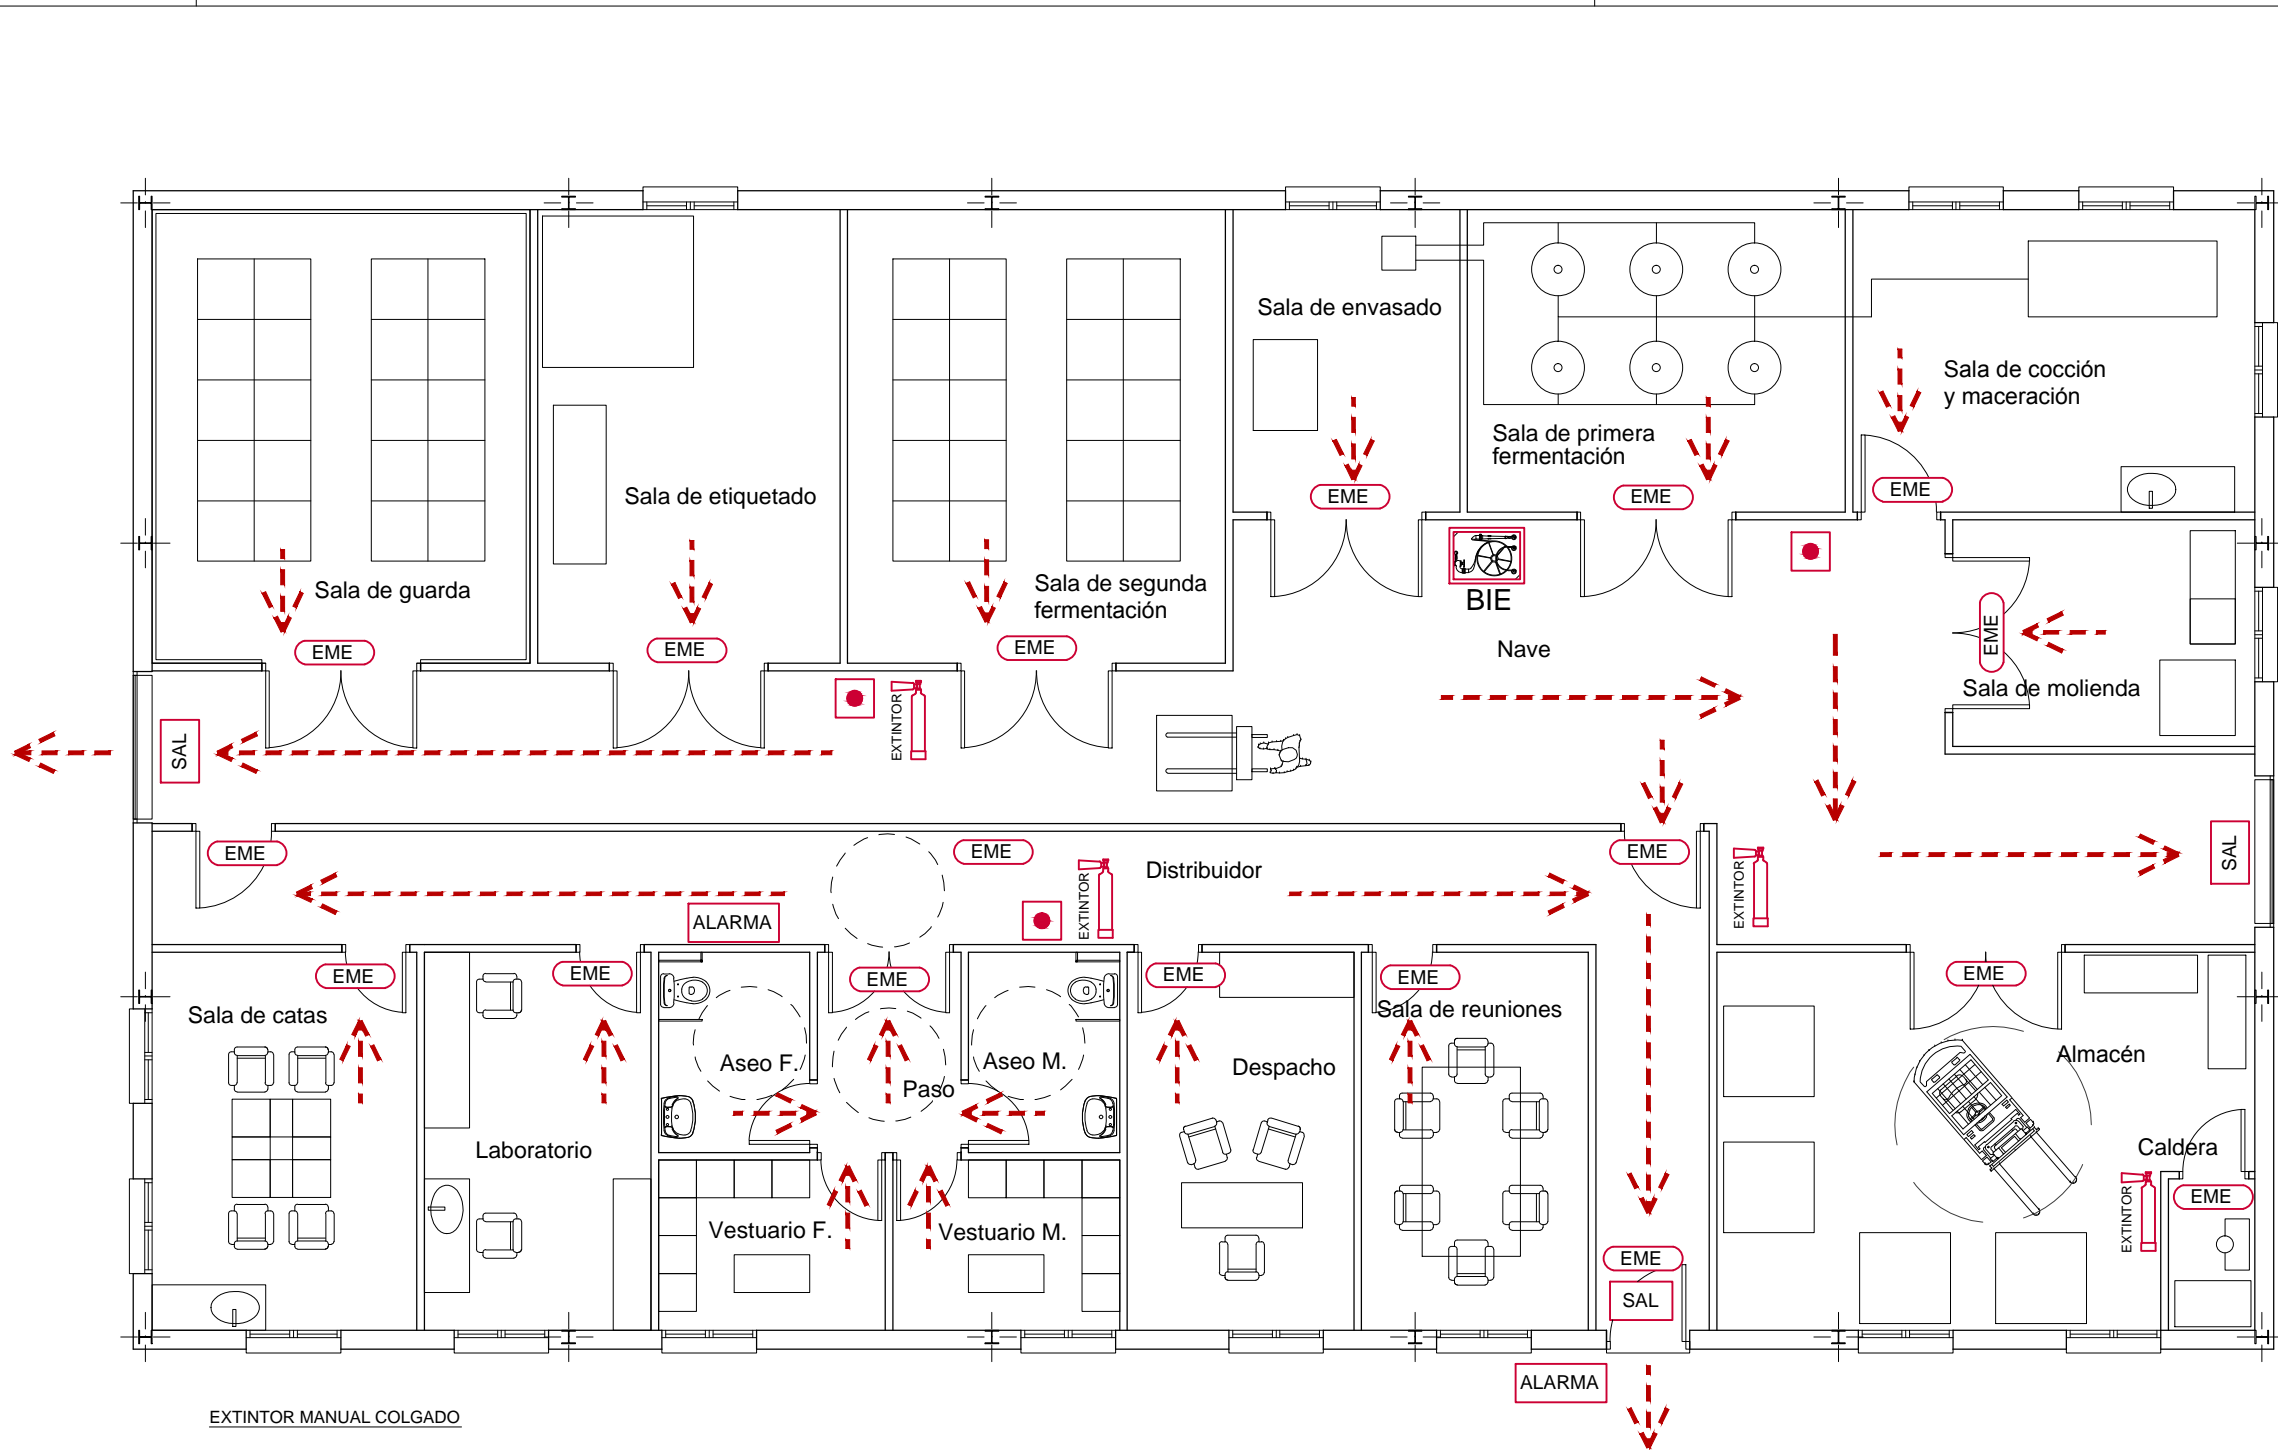 Sala de envasado
Sala de cocción
y maceración
Sala de primera
fermentación
Sala de etiquetado
EME
EME
EME
Sala de guarda
Sala de segunda
fermentación
BIE
EME
EME
EME
EME
Nave
EME
Sala de molienda
EXTINTOR
SAL
EME
EME
EME
SAL
Distribuidor
EXTINTOR
EXTINTOR
ALARMA
EME
EME
EME
EME
EME
EME
Sala de catas
Sala de reuniones
Aseo F.
Aseo M.
Despacho
Almacén
Paso
Laboratorio
Caldera
EXTINTOR
EME
Vestuario F.
Vestuario M.
EME
SAL
ALARMA
EXTINTOR MANUAL COLGADO